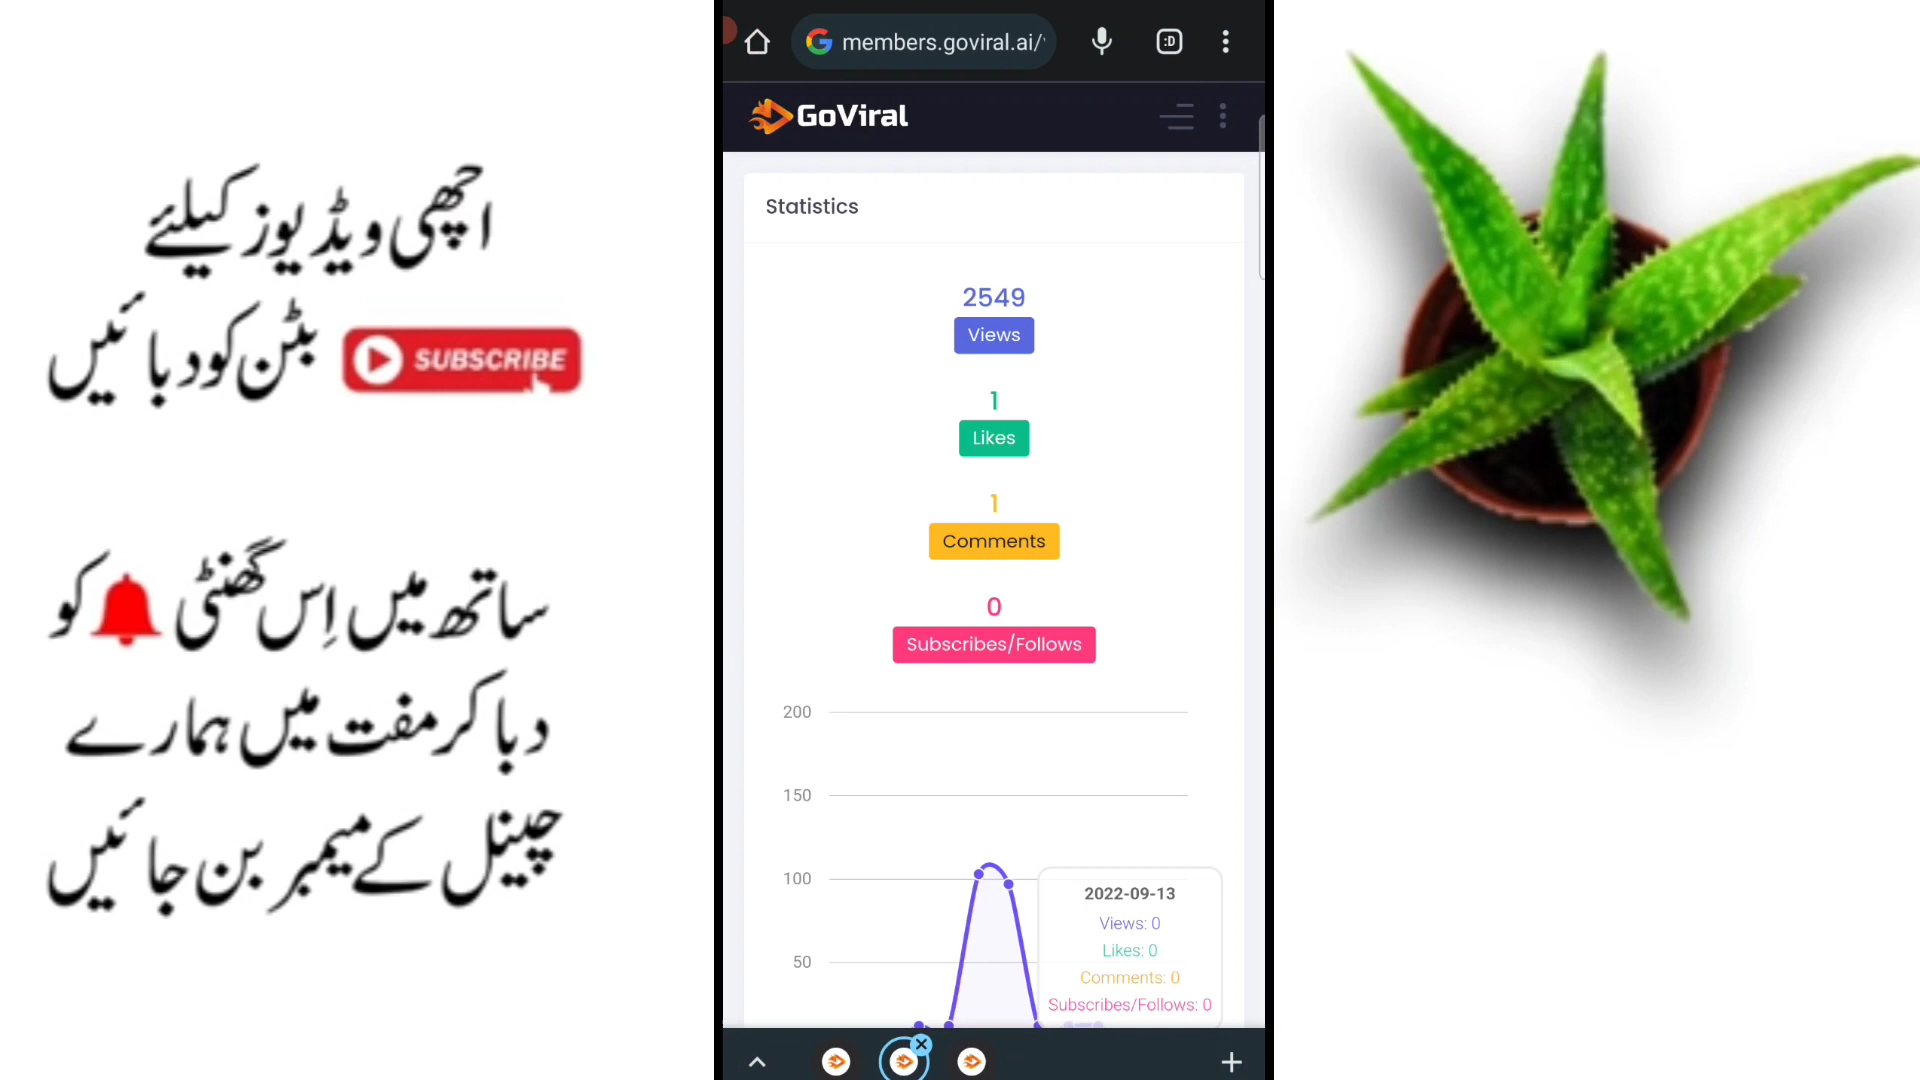 اچھی ویڈیوز کیلئے
SUBSCRIBE بٹن کو دبائیں
ساتھ میں اِس گھنٹی کو
دبا کر مفت میں ہمارے
چینل کے میمبر بن جائیں
members.goviral.ai/
:D
GoViral
Statistics
2549
Views
1
Likes
1
Comments
0
Subscribes/Follows
200
150
100
50
2022-09-13
Views: 0
Likes: 0
Comments: 0
Subscribes/Follows: 0